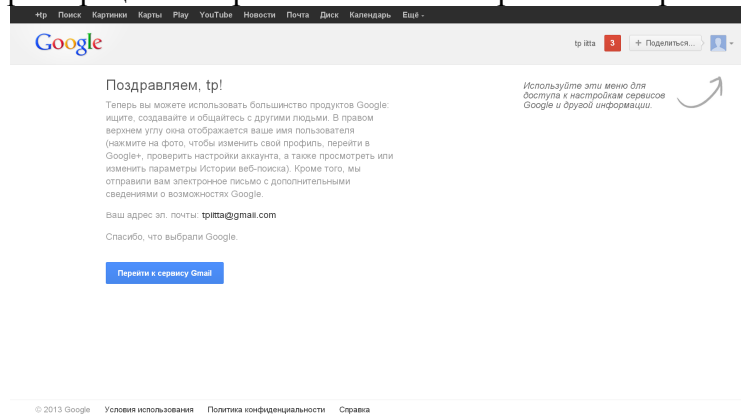 +tp Поиск Картинки Карты Play YouTube Новости Почта Диск Календарь Ещё
Google
tp iitta 3 + Поделиться...
Поздравляем, tp!
Теперь вы можете использовать большинство продуктов Google:
ищите, создавайте и общайтесь с другими людьми. В правом
верхнем углу окна отображается ваше имя пользователя
(нажмите на фото, чтобы изменить свой профиль, перейти в
Google+, проверить настройки аккаунта, а также просмотреть или
изменить параметры Истории веб-поиска). Кроме того, мы
отправили вам электронное письмо с дополнительными
сведениями о возможностях Google.
Ваш адрес эл. почты: tpiitta@gmail.com
Спасибо, что выбрали Google.
Перейти к сервису Gmail
Используйте эти меню для
доступа к настройкам сервисов
Google и другой информации.
© 2013 Google Условия использования Политика конфиденциальности Справка